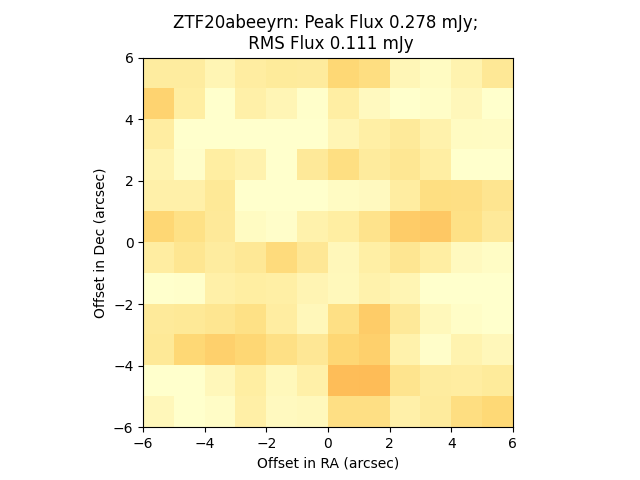 ZTF20abeeyrn: Peak Flux 0.278 mJy;
RMS Flux 0.111 mJy
6
4
2
0
−2
−4
−6
Offset in Dec (arcsec)
−6 −4 −2 0 2 4 6
Offset in RA (arcsec)